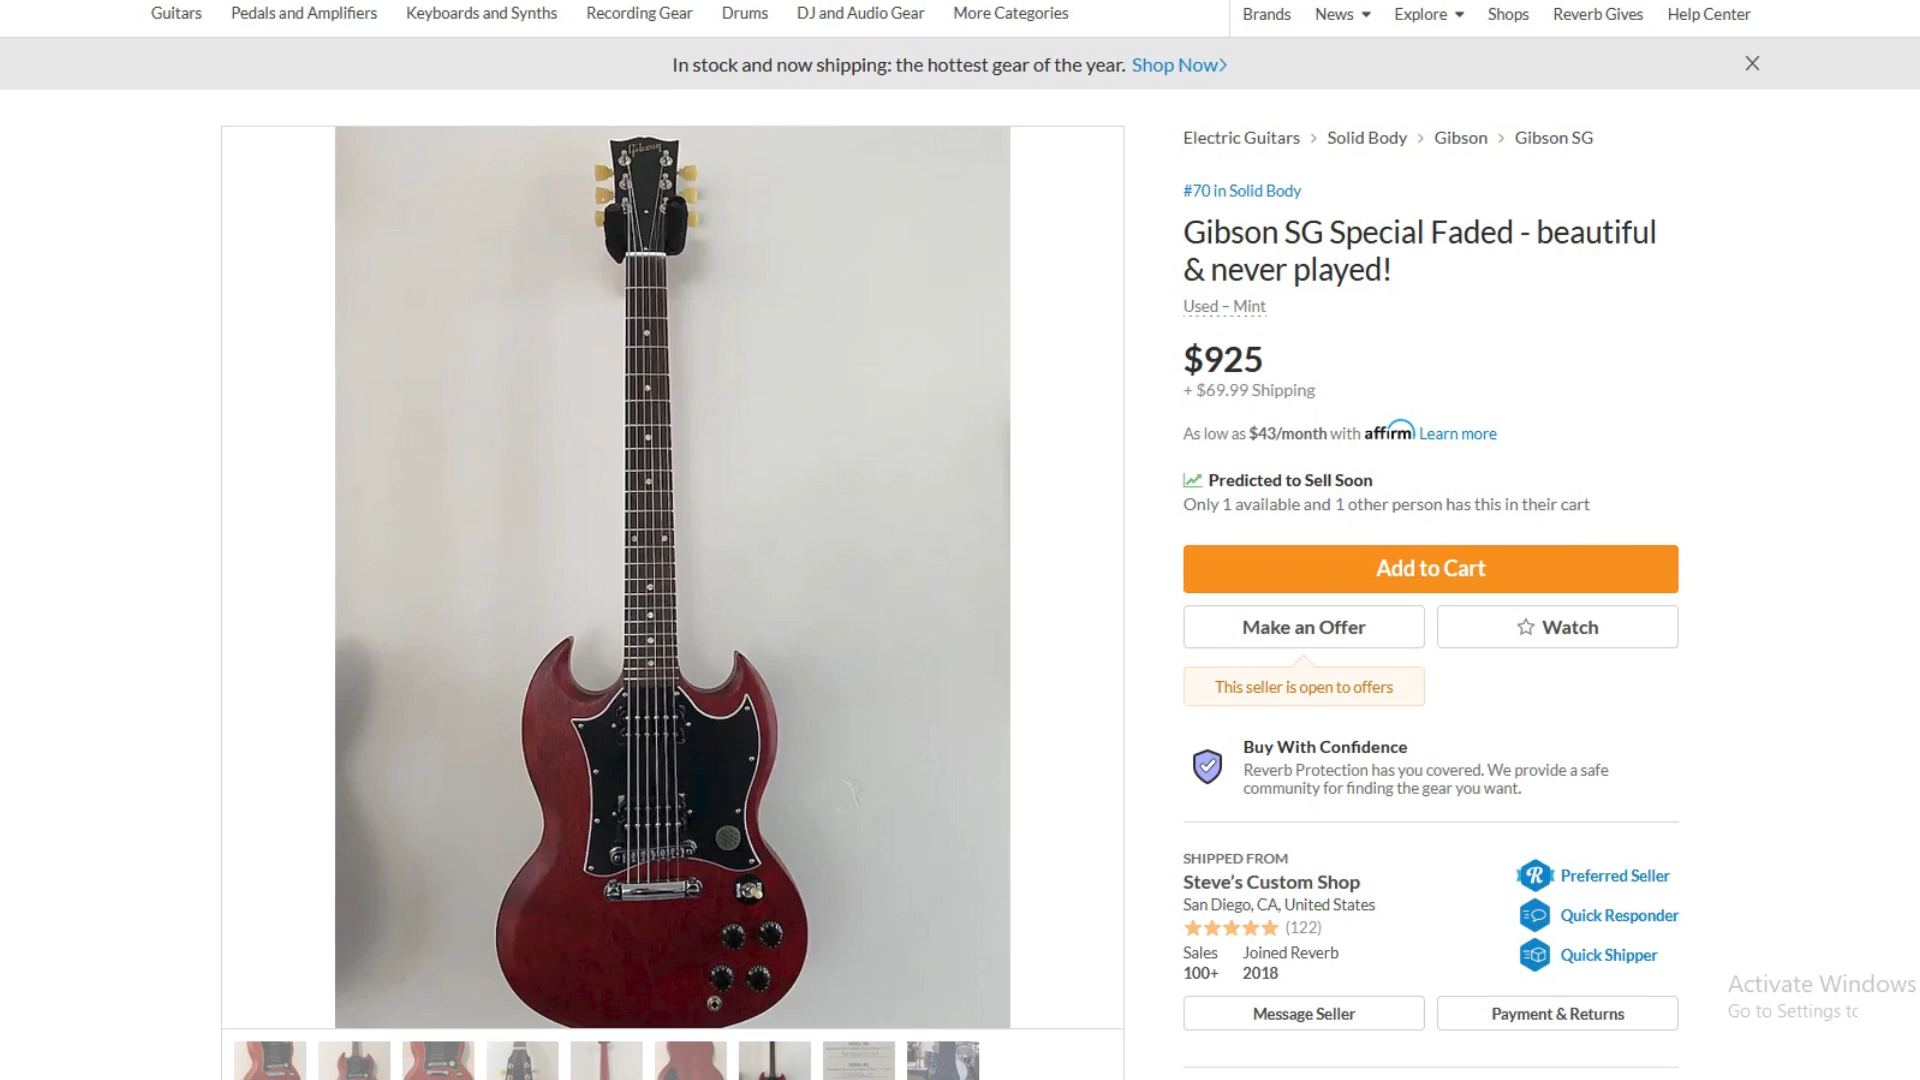 Guitars Pedals and Amplifiers Keyboards and Synths Recording Gear Drums DJ and Audio Gear More Categories Brands News Explore Shops Reverb Gives Help Center
In stock and now shipping: the hottest gear of the year. Shop Now
Electric Guitars > Solid Body > Gibson > Gibson SG
#70 in Solid Body
Gibson SG Special Faded - beautiful
& never played!
Used – Mint
$925
+ $69.99 Shipping
As low as $43/month with affirm Learn more
Predicted to Sell Soon
Only 1 available and 1 other person has this in their cart
Add to Cart
Make an Offer
Watch
This seller is open to offers
Buy With Confidence
Reverb Protection has you covered. We provide a safe
community for finding the gear you want.
SHIPPED FROM
Steve's Custom Shop
San Diego, CA, United States
(122)
Sales Joined Reverb
100+ 2018
Preferred Seller
Quick Responder
Quick Shipper
Message Seller
Payment & Returns
Gibson
Activate Windows
Go to Settings to